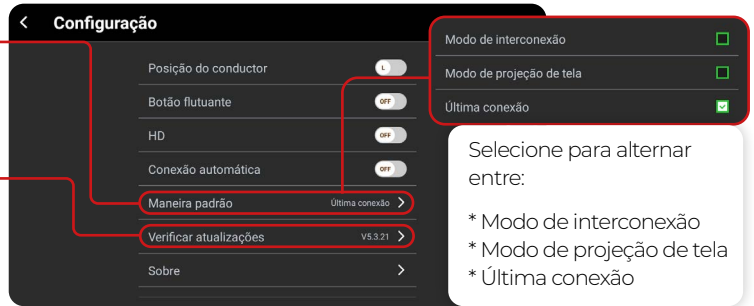 Configuração
Posição do conductor
L
Botão flutuante
OFF
HD
OFF
Conexão automática
OFF
Maneira padrão
Última conexão
Verificar atualizações
V5.3.21
Sobre
Modo de interconexão
Modo de projeção de tela
Última conexão
Selecione para alternar
entre:
* Modo de interconexão
* Modo de projeção de tela
* Última conexão